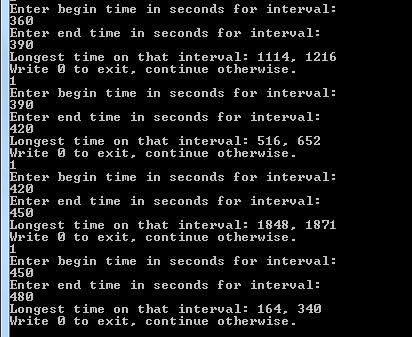 Enter begin time in seconds for interval:
360
Enter end time in seconds for interval:
390
Longest time on that interval: 1114, 1216
Write 0 to exit, continue otherwise.
1
Enter begin time in seconds for interval:
390
Enter end time in seconds for interval:
420
Longest time on that interval: 516, 652
Write 0 to exit, continue otherwise.
1
Enter begin time in seconds for interval:
420
Enter end time in seconds for interval:
450
Longest time on that interval: 1848, 1871
Write 0 to exit, continue otherwise.
1
Enter begin time in seconds for interval:
450
Enter end time in seconds for interval:
480
Longest time on that interval: 164, 340
Write 0 to exit, continue otherwise.